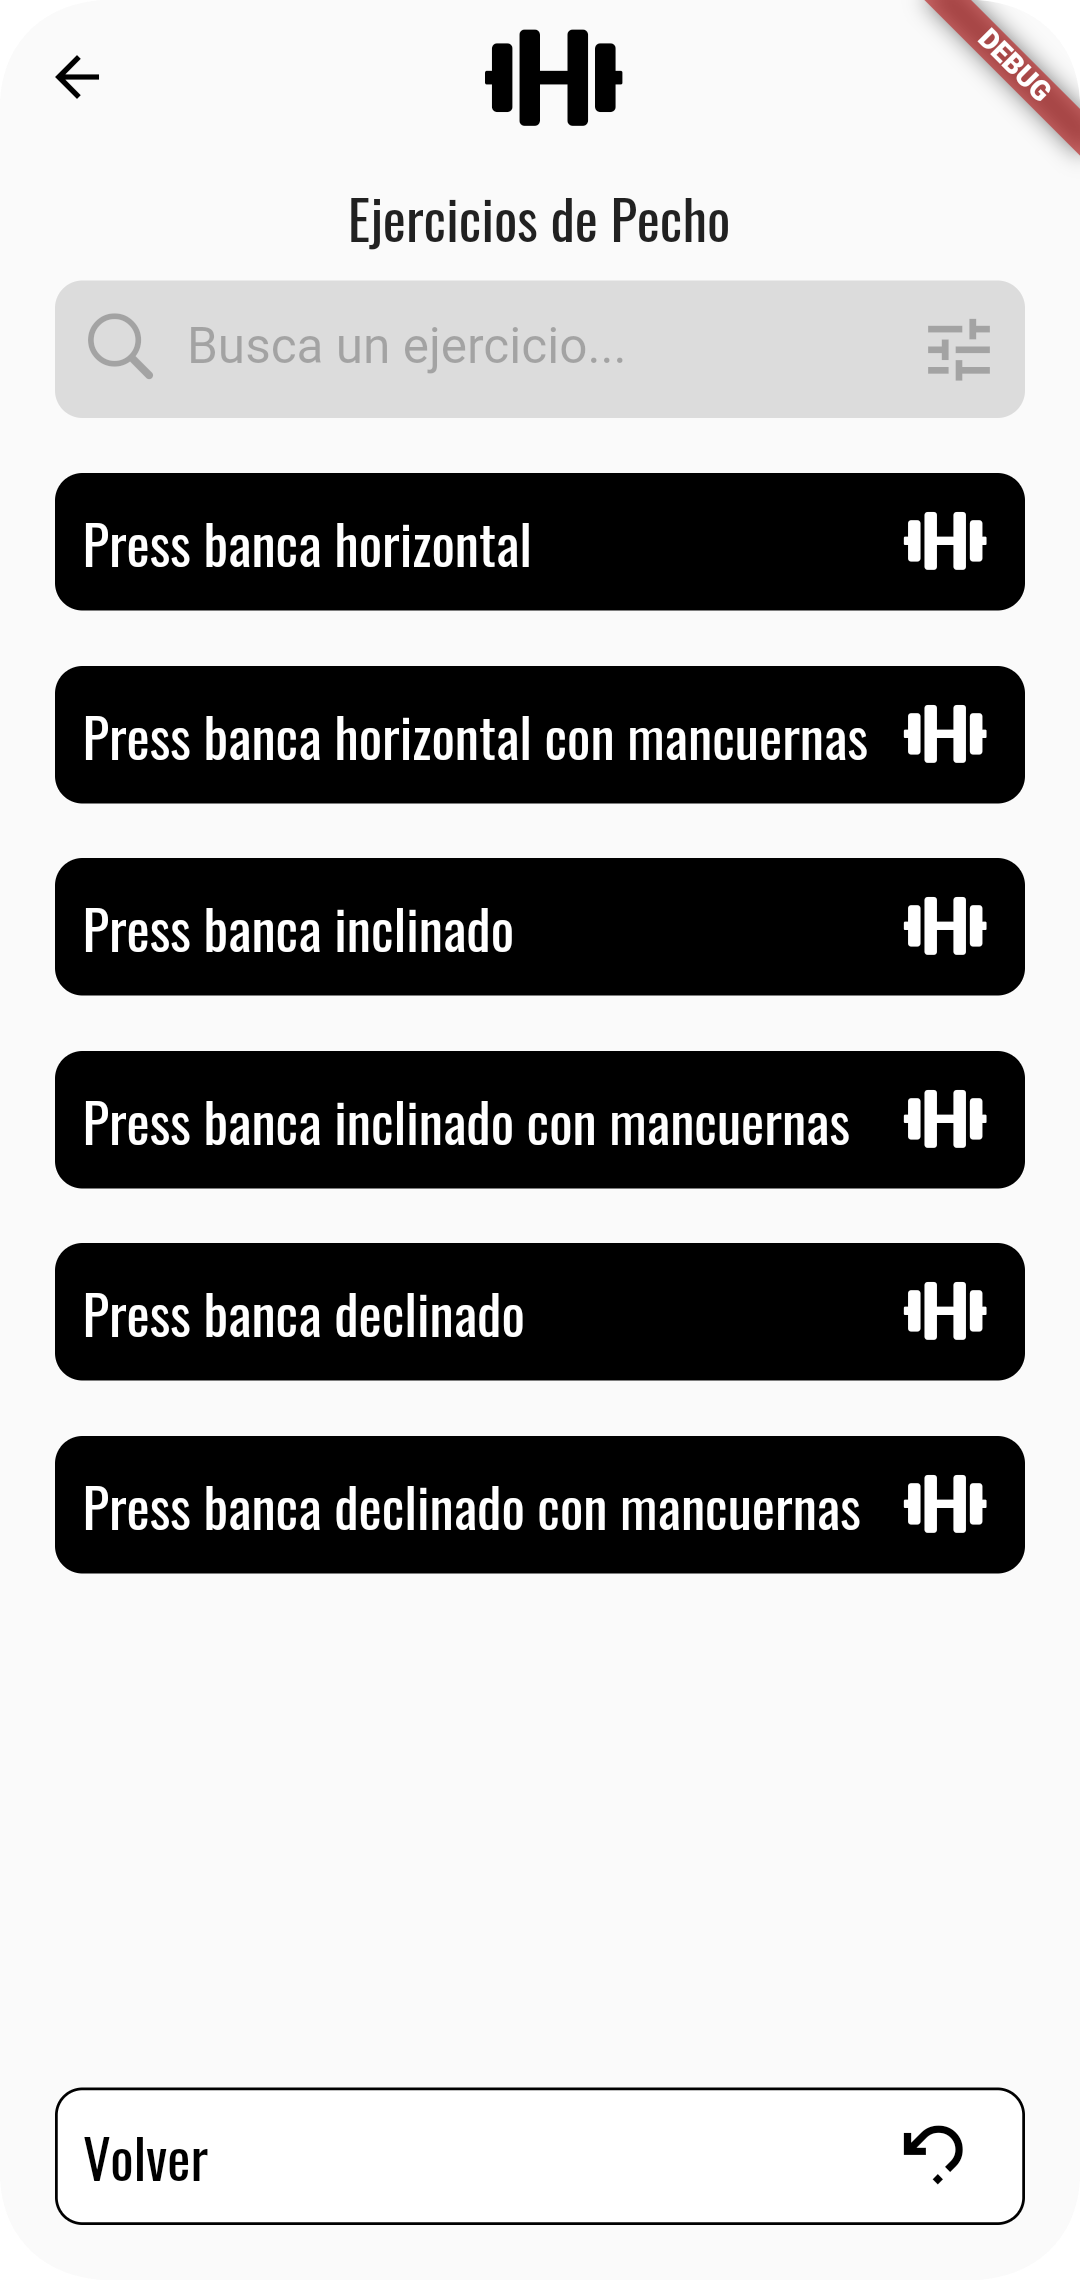 DEBUG
Ejercicios de Pecho
Busca un ejercicio...
Press banca horizontal
Press banca horizontal con mancuernas
Press banca inclinado
Press banca inclinado con mancuernas
Press banca declinado
Press banca declinado con mancuernas
Volver